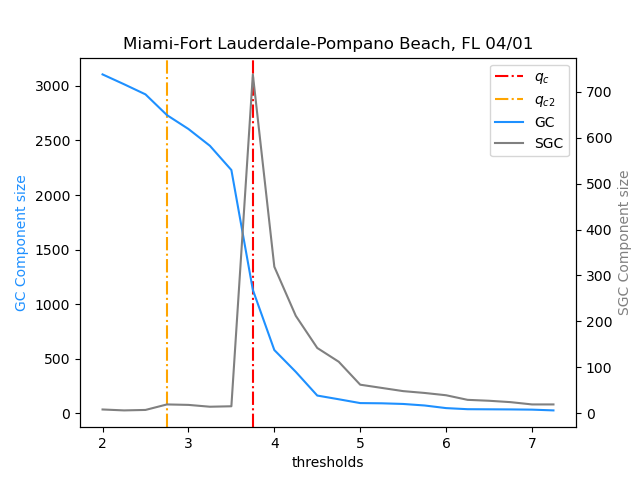 Miami-Fort Lauderdale-Pompano Beach, FL 04/01
GC Component size
3000
2500
2000
1500
1000
500
0
700
600
500
400
300
200
100
0
SGC Component size
q_c
q_c2
GC
SGC
2 3 4 5 6 7
thresholds